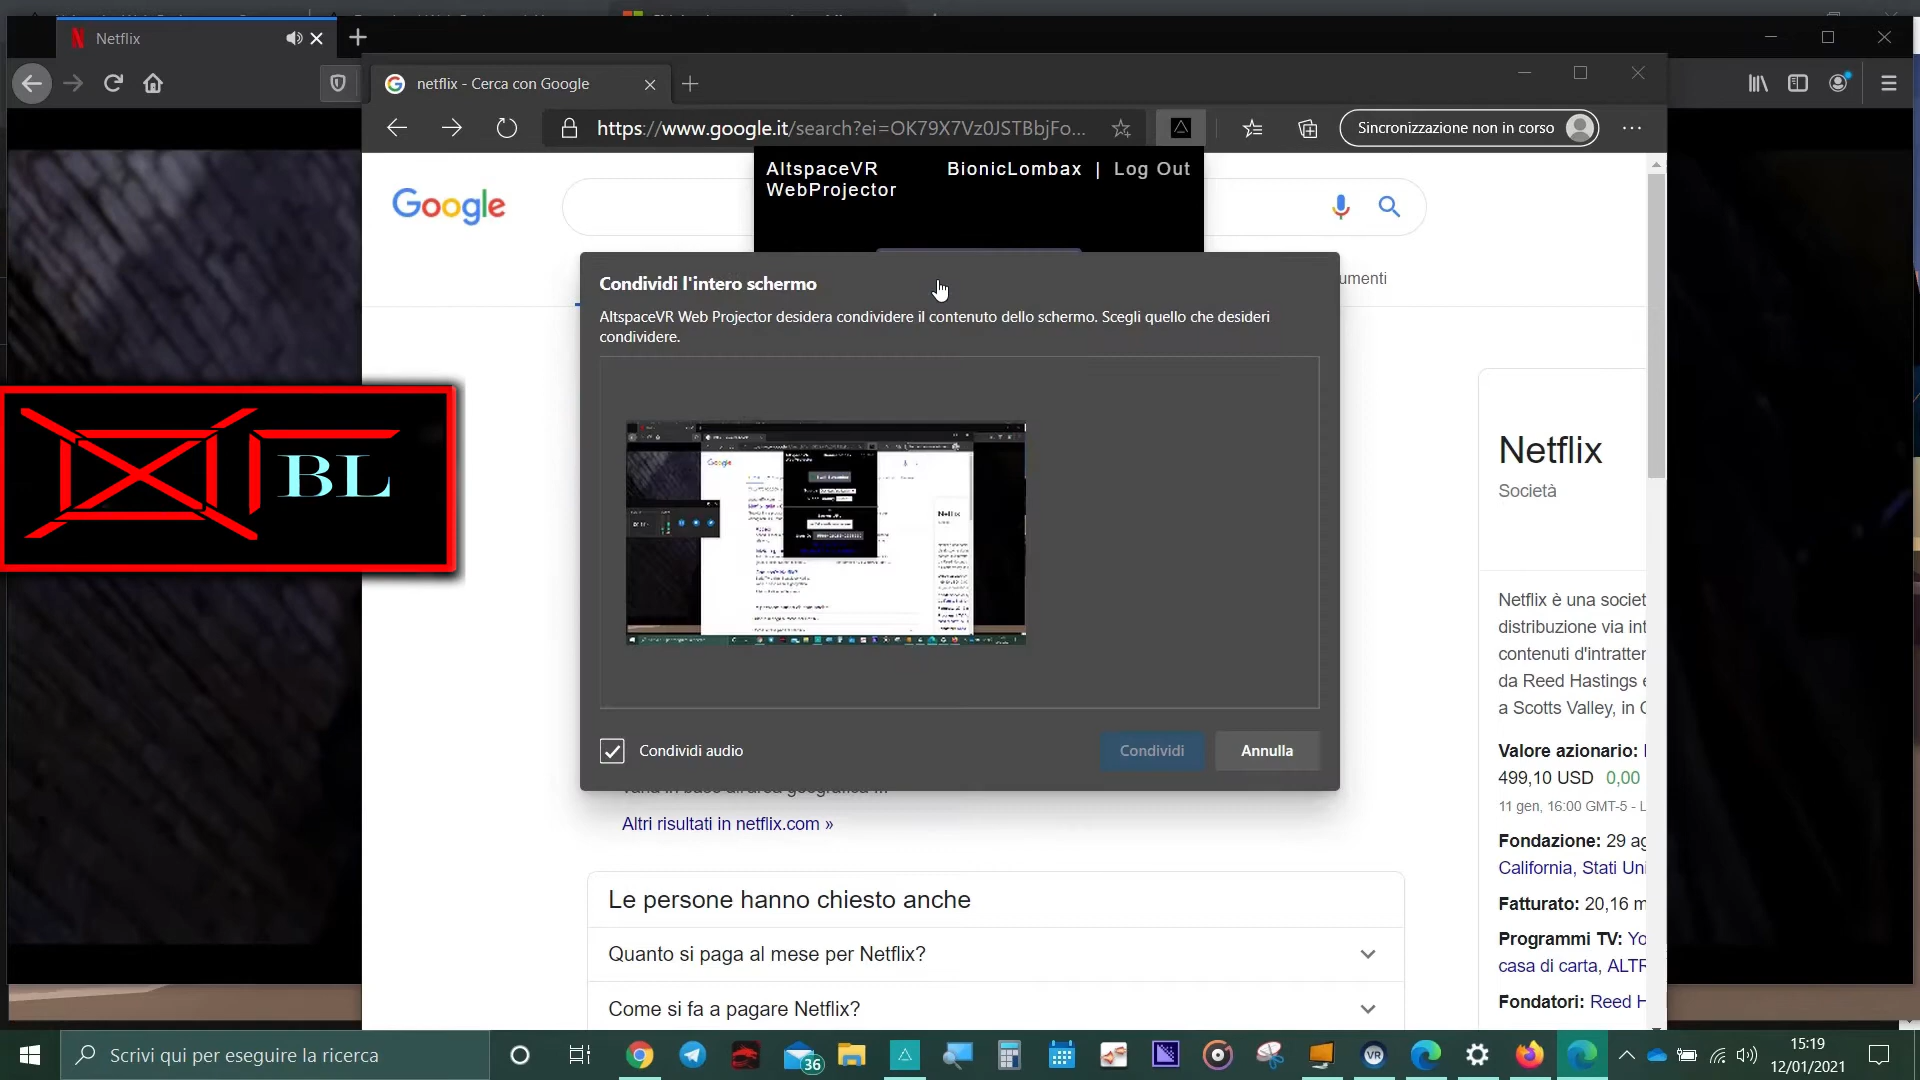 Netflix
netflix - Cerca con Google
https://www.google.it/search?ei=OK79X7Vz0JSTBbjFo...
Sincronizzazione non in corso
AltspaceVR WebProjector
BionicLombax | Log Out
Google
umenti
Condividi l'intero schermo
AltspaceVR Web Projector desidera condividere il contenuto dello schermo. Scegli quello che desideri
condividere.
BL
Condividi audio
Condividi
Annulla
Altri risultati in netflix.com »
Le persone hanno chiesto anche
Quanto si paga al mese per Netflix?
Come si fa a pagare Netflix?
Netflix
Società
Netflix è una societ
distribuzione via int
contenuti d'intratter
da Reed Hastings e
a Scotts Valley, in C
Valore azionario:
499,10 USD 0,00
11 gen, 16:00 GMT-5 -
Fondazione: 29 ag
California, Stati Uni
Fatturato: 20,16 m
Programmi TV: Yo
casa di carta, ALTR
Fondatori: Reed H
Scrivi qui per eseguire la ricerca
36
VR
15:19
12/01/2021